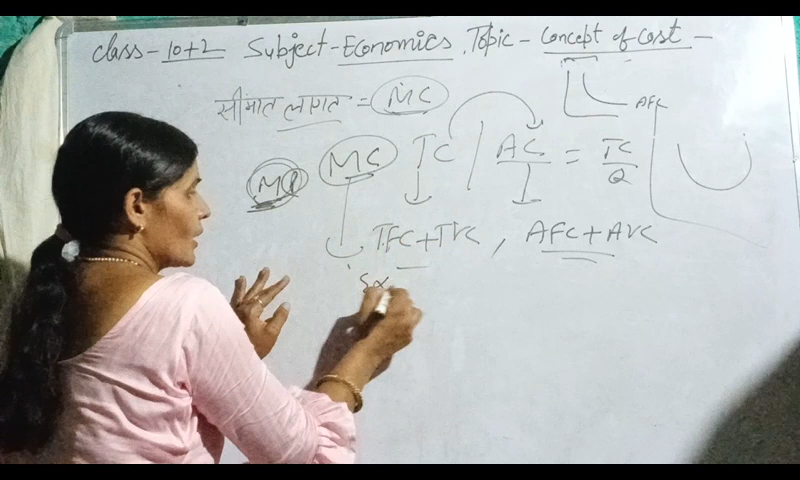 Class-10+2 Subject-Economics, Topic-Concept of Cost-
सीमांत लागत = MC
AFC
MC MC TC / AC = TC/Q
TFC+TVC, AFC+AVC